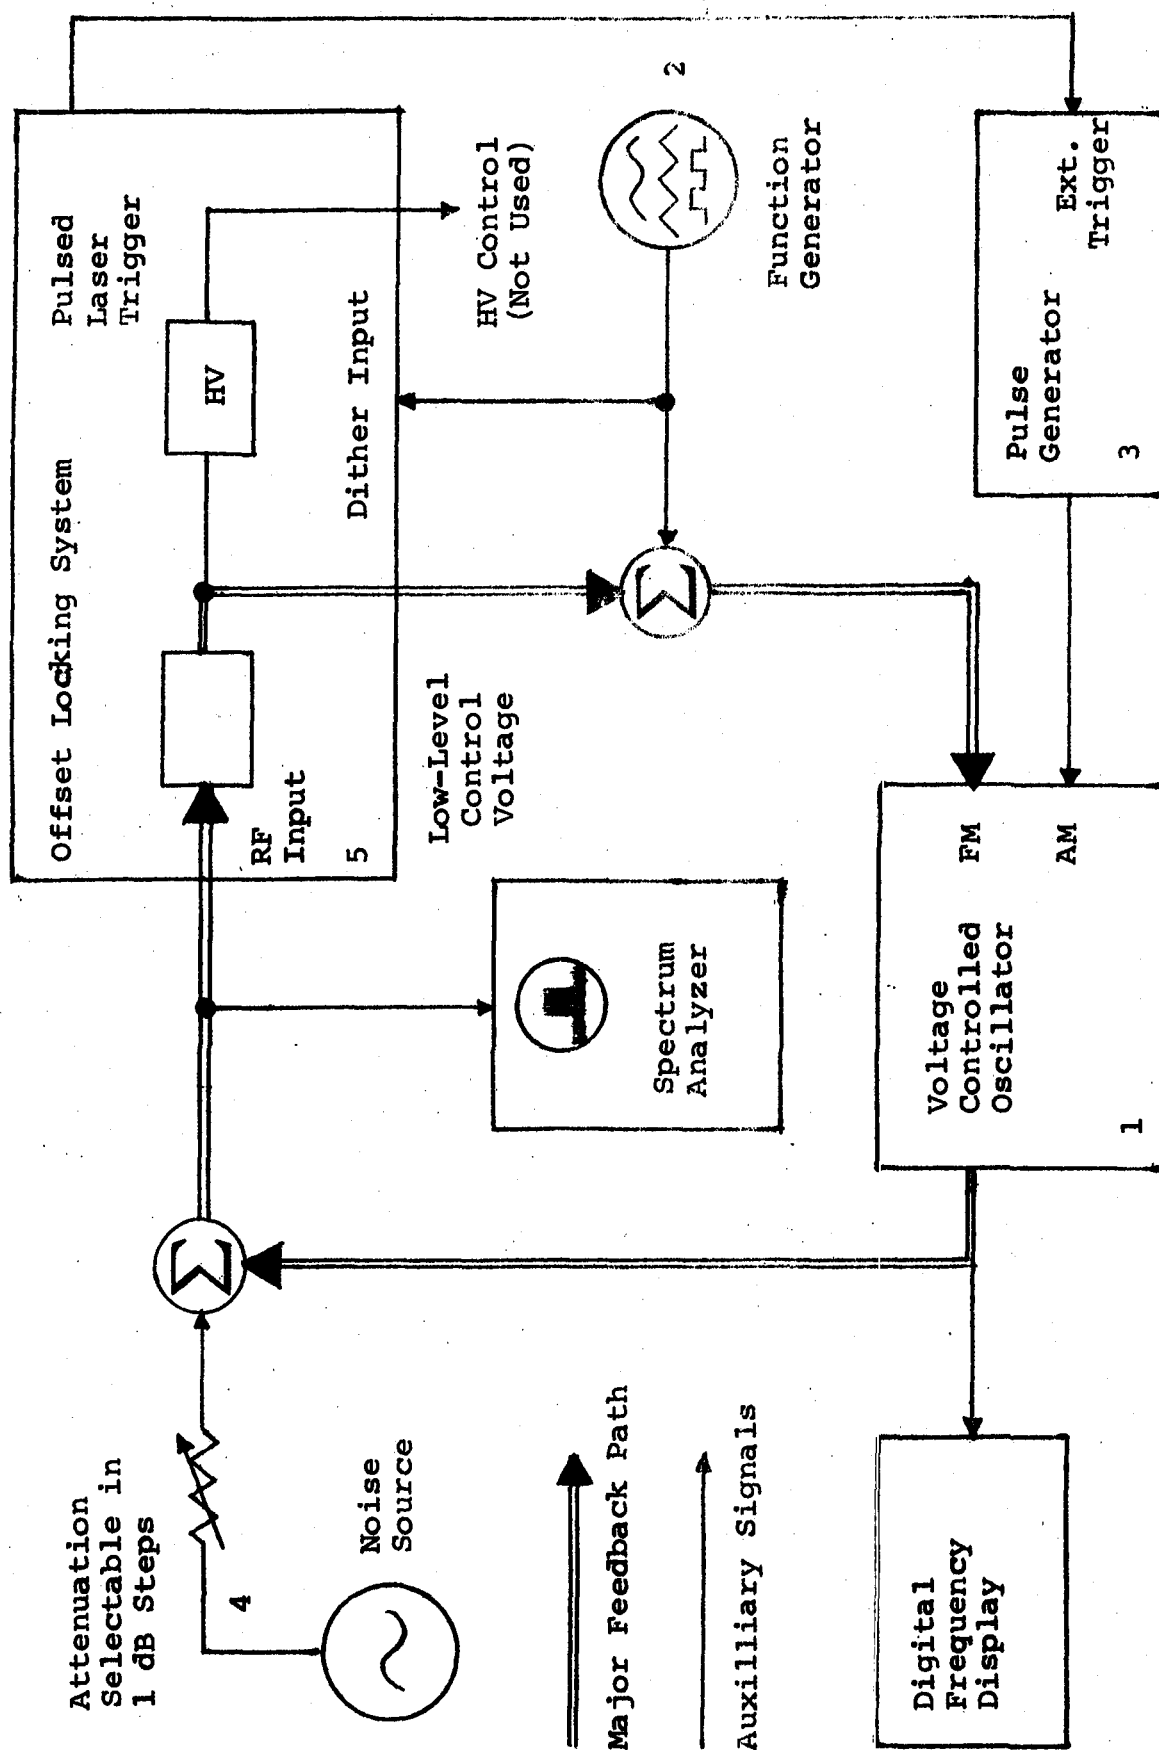 Attenuation
Selectable in
1 dB Steps
4
Noise
Source
Offset Locking System
Pulsed
Laser
Trigger
HV
RF
Input
5
Dither Input
Low-Level
Control
Voltage
HV Control
(Not Used)
2
Function
Generator
Σ
Σ
Spectrum
Analyzer
Major Feedback Path
Auxilliary Signals
Digital
Frequency
Display
Voltage
Controlled
Oscillator
1
FM
AM
Pulse
Generator
3
Ext.
Trigger